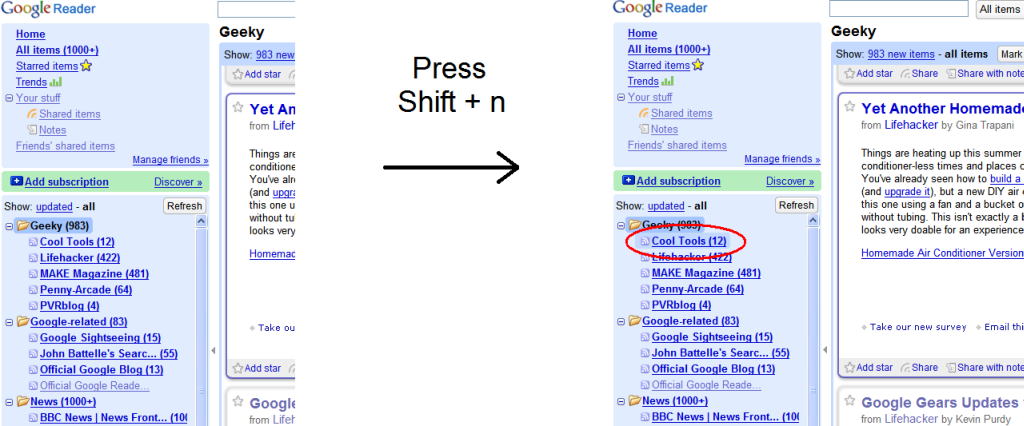 Google Reader
Geeky
Home
All items (1000+)
Show: 983 new
Starred items
Add star
Trends
Your stuff
Yet An
Shared items
from Lifeh
Notes
Friends' shared items
Things are
conditione
Manage friends »
You've alr
Add subscription
Discover »
(and upgra
this one u
Show: updated - all
Refresh
without tu
looks very
Geeky (983)
Cool Tools (12)
Homemac
Lifehacker (422)
MAKE Magazine (481)
Penny-Arcade (64)
PVRblog (4)
Google-related (83)
Take ou
Google Sightseeing (15)
John Battelle's Searc... (55)
Official Google Blog (13)
Add star
Official Google Reade...
News (1000+)
Google
BBC News | News Front... (100
from Lifeh
Press
Shift + n
Google Reader
All items
Geeky
Home
All items (1000+)
Show: 983 new items - all items
Mark
Starred items
Add star
Share
Share with note
Trends
Your stuff
Yet Another Homemade
Shared items
from Lifehacker by Gina Trapani
Notes
Friends' shared items
Things are heating up this summer
conditioner-less times and places c
Manage friends »
You've already seen how to build a
Add subscription
Discover »
(and upgrade it), but a new DIY air
this one using a fan and a bucket o
Show: updated - all
Refresh
without tubing. This isn't exactly a b
looks very doable for an experience
Geeky (983)
Cool Tools (12)
Homemade Air Conditioner Version
Lifehacker (422)
MAKE Magazine (481)
Penny-Arcade (64)
PVRblog (4)
Google-related (83)
Take our new survey
Email thi
Google Sightseeing (15)
John Battelle's Searc... (55)
Official Google Blog (13)
Add star
Share
Share with note
Official Google Reade...
News (1000+)
Google Gears Updates
BBC News | News Front... (100
from Lifehacker by Kevin Purdy